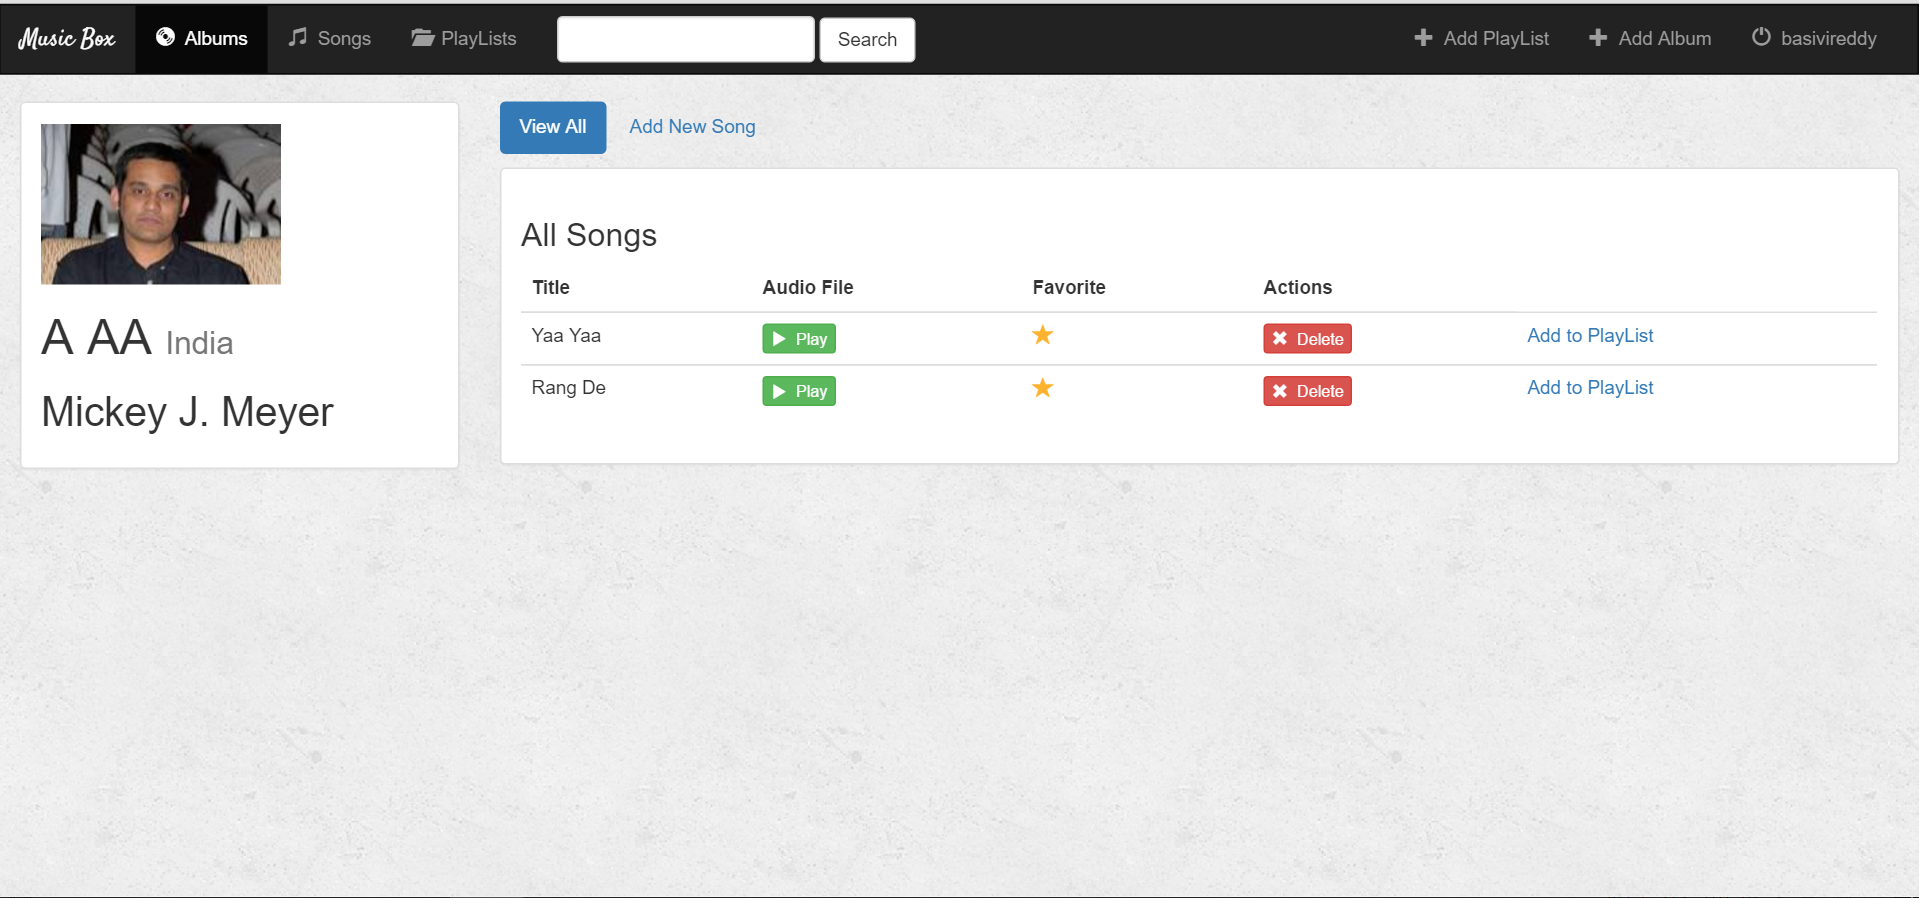 Music Box Albums Songs PlayLists Search Add PlayList Add Album basivireddy
View All Add New Song
A AA India
Mickey J. Meyer
All Songs
Title Audio File Favorite Actions
Yaa Yaa Play Delete Add to PlayList
Rang De Play Delete Add to PlayList